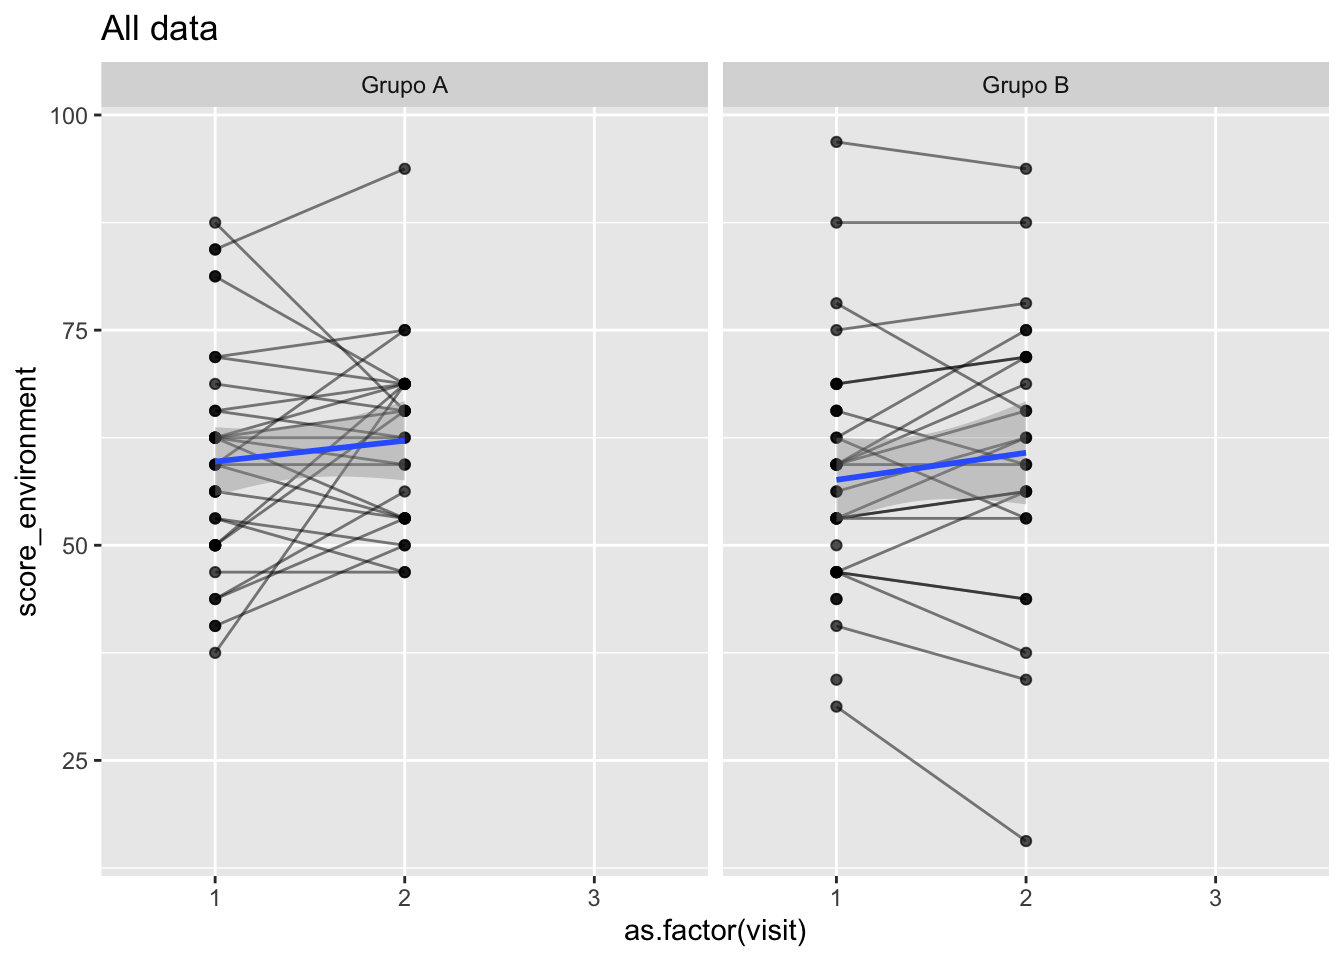 All data
Grupo A
Grupo B
100
75
50
25
score_environment
1 2 3
1 2 3
as.factor(visit)